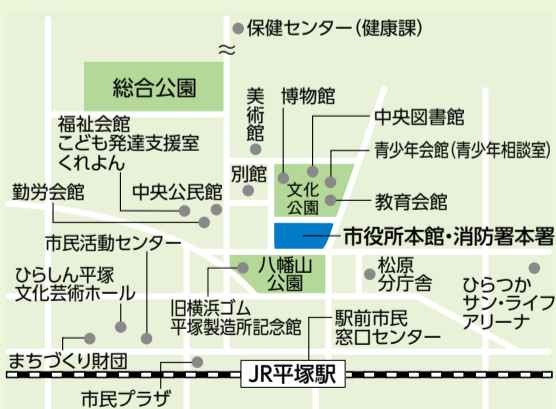 保健センター(健康課)
総合公園
美術館
博物館
中央図書館
福祉会館
こども発達支援室
くれよん
青少年会館(青少年相談室)
別館
文化
公園
勤労会館
中央公民館
教育会館
市役所本館・消防署本署
市民活動センター
八幡山
公園
松原
分庁舎
ひらしん平塚
文化芸術ホール
ひらつか
サン・ライフ
アリーナ
旧横浜ゴム
平塚製造所記念館
駅前市民
窓口センター
まちづくり財団
JR平塚駅
市民プラザ